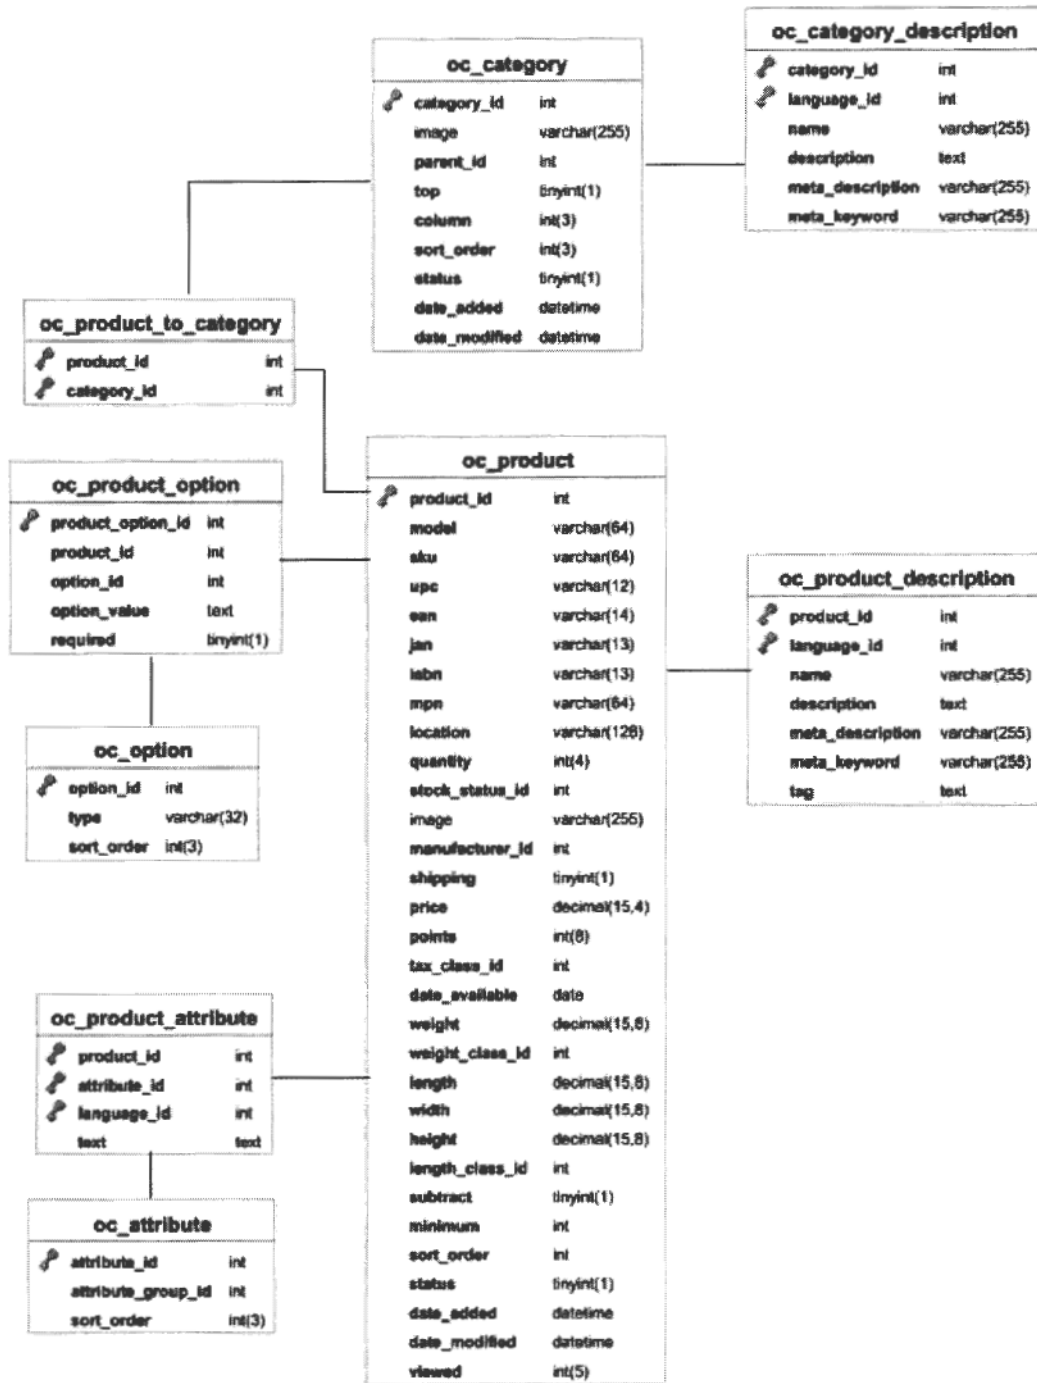 oc_category_description
category_id int
language_id int
name varchar(255)
description text
meta_description varchar(255)
meta_keyword varchar(255)
oc_category
category_id int
image varchar(255)
parent_id int
top tinyint(1)
column int(3)
sort_order int(3)
status tinyint(1)
date_added datetime
date_modified datetime
oc_product_to_category
product_id int
category_id int
oc_product_option
product_option_id int
product_id int
option_id int
option_value text
required tinyint(1)
oc_option
option_id int
type varchar(32)
sort_order int(3)
oc_product_attribute
product_id int
attribute_id int
language_id int
text text
oc_attribute
attribute_id int
attribute_group_id int
sort_order int(3)
oc_product
product_id int
model varchar(64)
sku varchar(64)
upc varchar(12)
ean varchar(14)
jan varchar(13)
isbn varchar(13)
mpn varchar(64)
location varchar(128)
quantity int(4)
stock_status_id int
image varchar(255)
manufacturer_id int
shipping tinyint(1)
price decimal(15,4)
points int(8)
tax_class_id int
date_available date
weight decimal(15,8)
weight_class_id int
length decimal(15,8)
width decimal(15,8)
height decimal(15,8)
length_class_id int
subtract tinyint(1)
minimum int
sort_order int
status tinyint(1)
date_added datetime
date_modified datetime
viewed int(5)
oc_product_description
product_id int
language_id int
name varchar(255)
description text
meta_description varchar(255)
meta_keyword varchar(255)
tag text